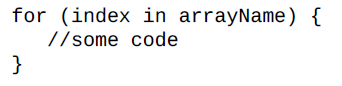 for (index in arrayName) {
   //some code
}